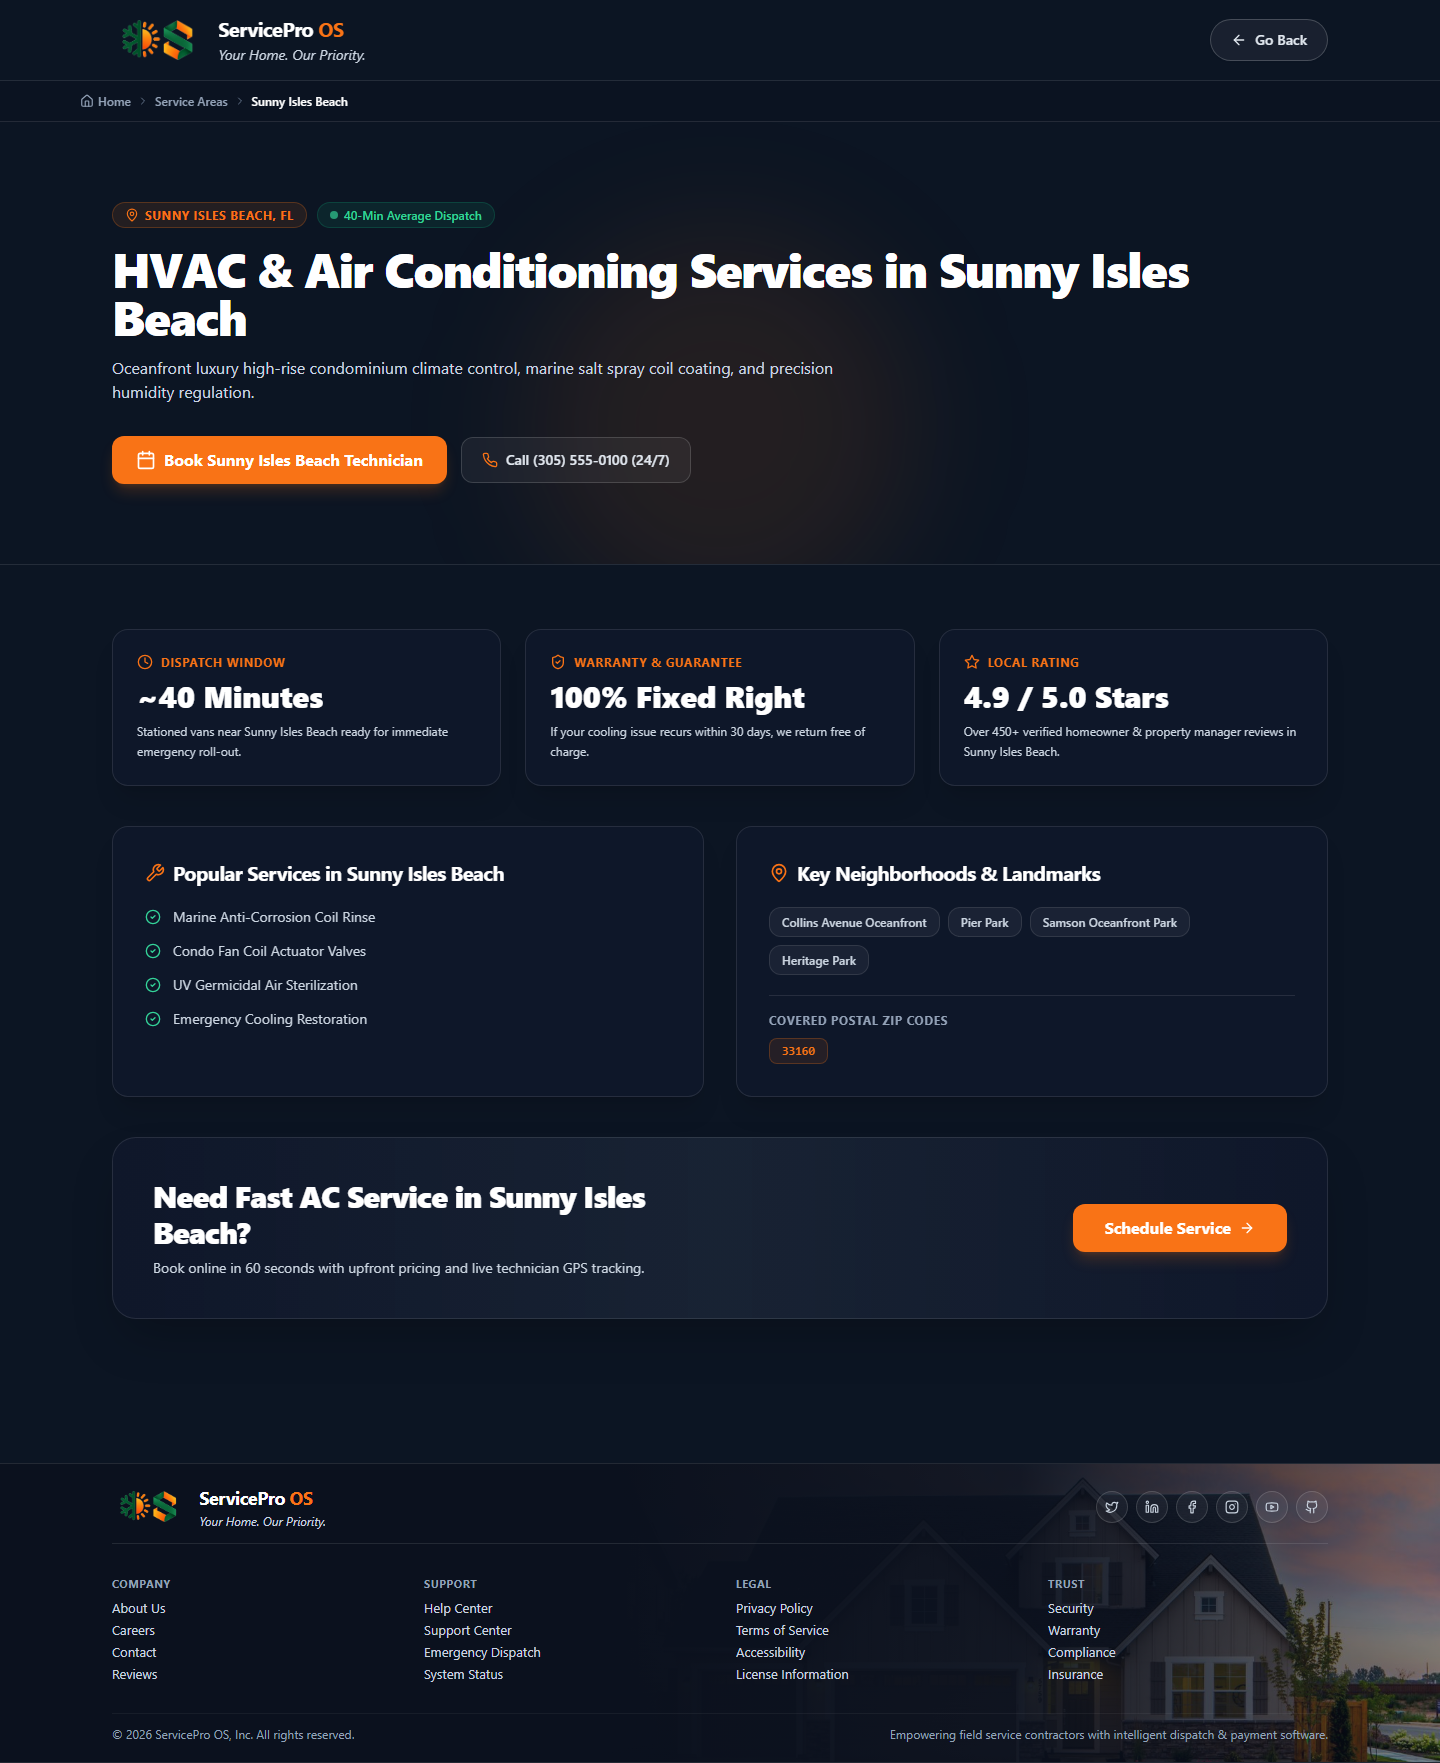 ServicePro OS
Your Home. Our Priority.
Go Back
Home
Service Areas
Sunny Isles Beach
SUNNY ISLES BEACH, FL
40-Min Average Dispatch
HVAC & Air Conditioning Services in Sunny Isles
Beach
Oceanfront luxury high-rise condominium climate control, marine salt spray coil coating, and precision
humidity regulation.
Book Sunny Isles Beach Technician
Call (305) 555-0100 (24/7)
DISPATCH WINDOW
~40 Minutes
Stationed vans near Sunny Isles Beach ready for immediate
emergency roll-out.
WARRANTY & GUARANTEE
100% Fixed Right
If your cooling issue recurs within 30 days, we return free of
charge.
LOCAL RATING
4.9 / 5.0 Stars
Over 450+ verified homeowner & property manager reviews in
Sunny Isles Beach.
Popular Services in Sunny Isles Beach
Marine Anti-Corrosion Coil Rinse
Condo Fan Coil Actuator Valves
UV Germicidal Air Sterilization
Emergency Cooling Restoration
Key Neighborhoods & Landmarks
Collins Avenue Oceanfront
Pier Park
Samson Oceanfront Park
Heritage Park
COVERED POSTAL ZIP CODES
33160
Need Fast AC Service in Sunny Isles
Beach?
Book online in 60 seconds with upfront pricing and live technician GPS tracking.
Schedule Service
ServicePro OS
Your Home. Our Priority.
COMPANY
About Us
Careers
Contact
Reviews
SUPPORT
Help Center
Support Center
Emergency Dispatch
System Status
LEGAL
Privacy Policy
Terms of Service
Accessibility
License Information
TRUST
Security
Warranty
Compliance
Insurance
© 2026 ServicePro OS, Inc. All rights reserved.
Empowering field service contractors with intelligent dispatch & payment software.